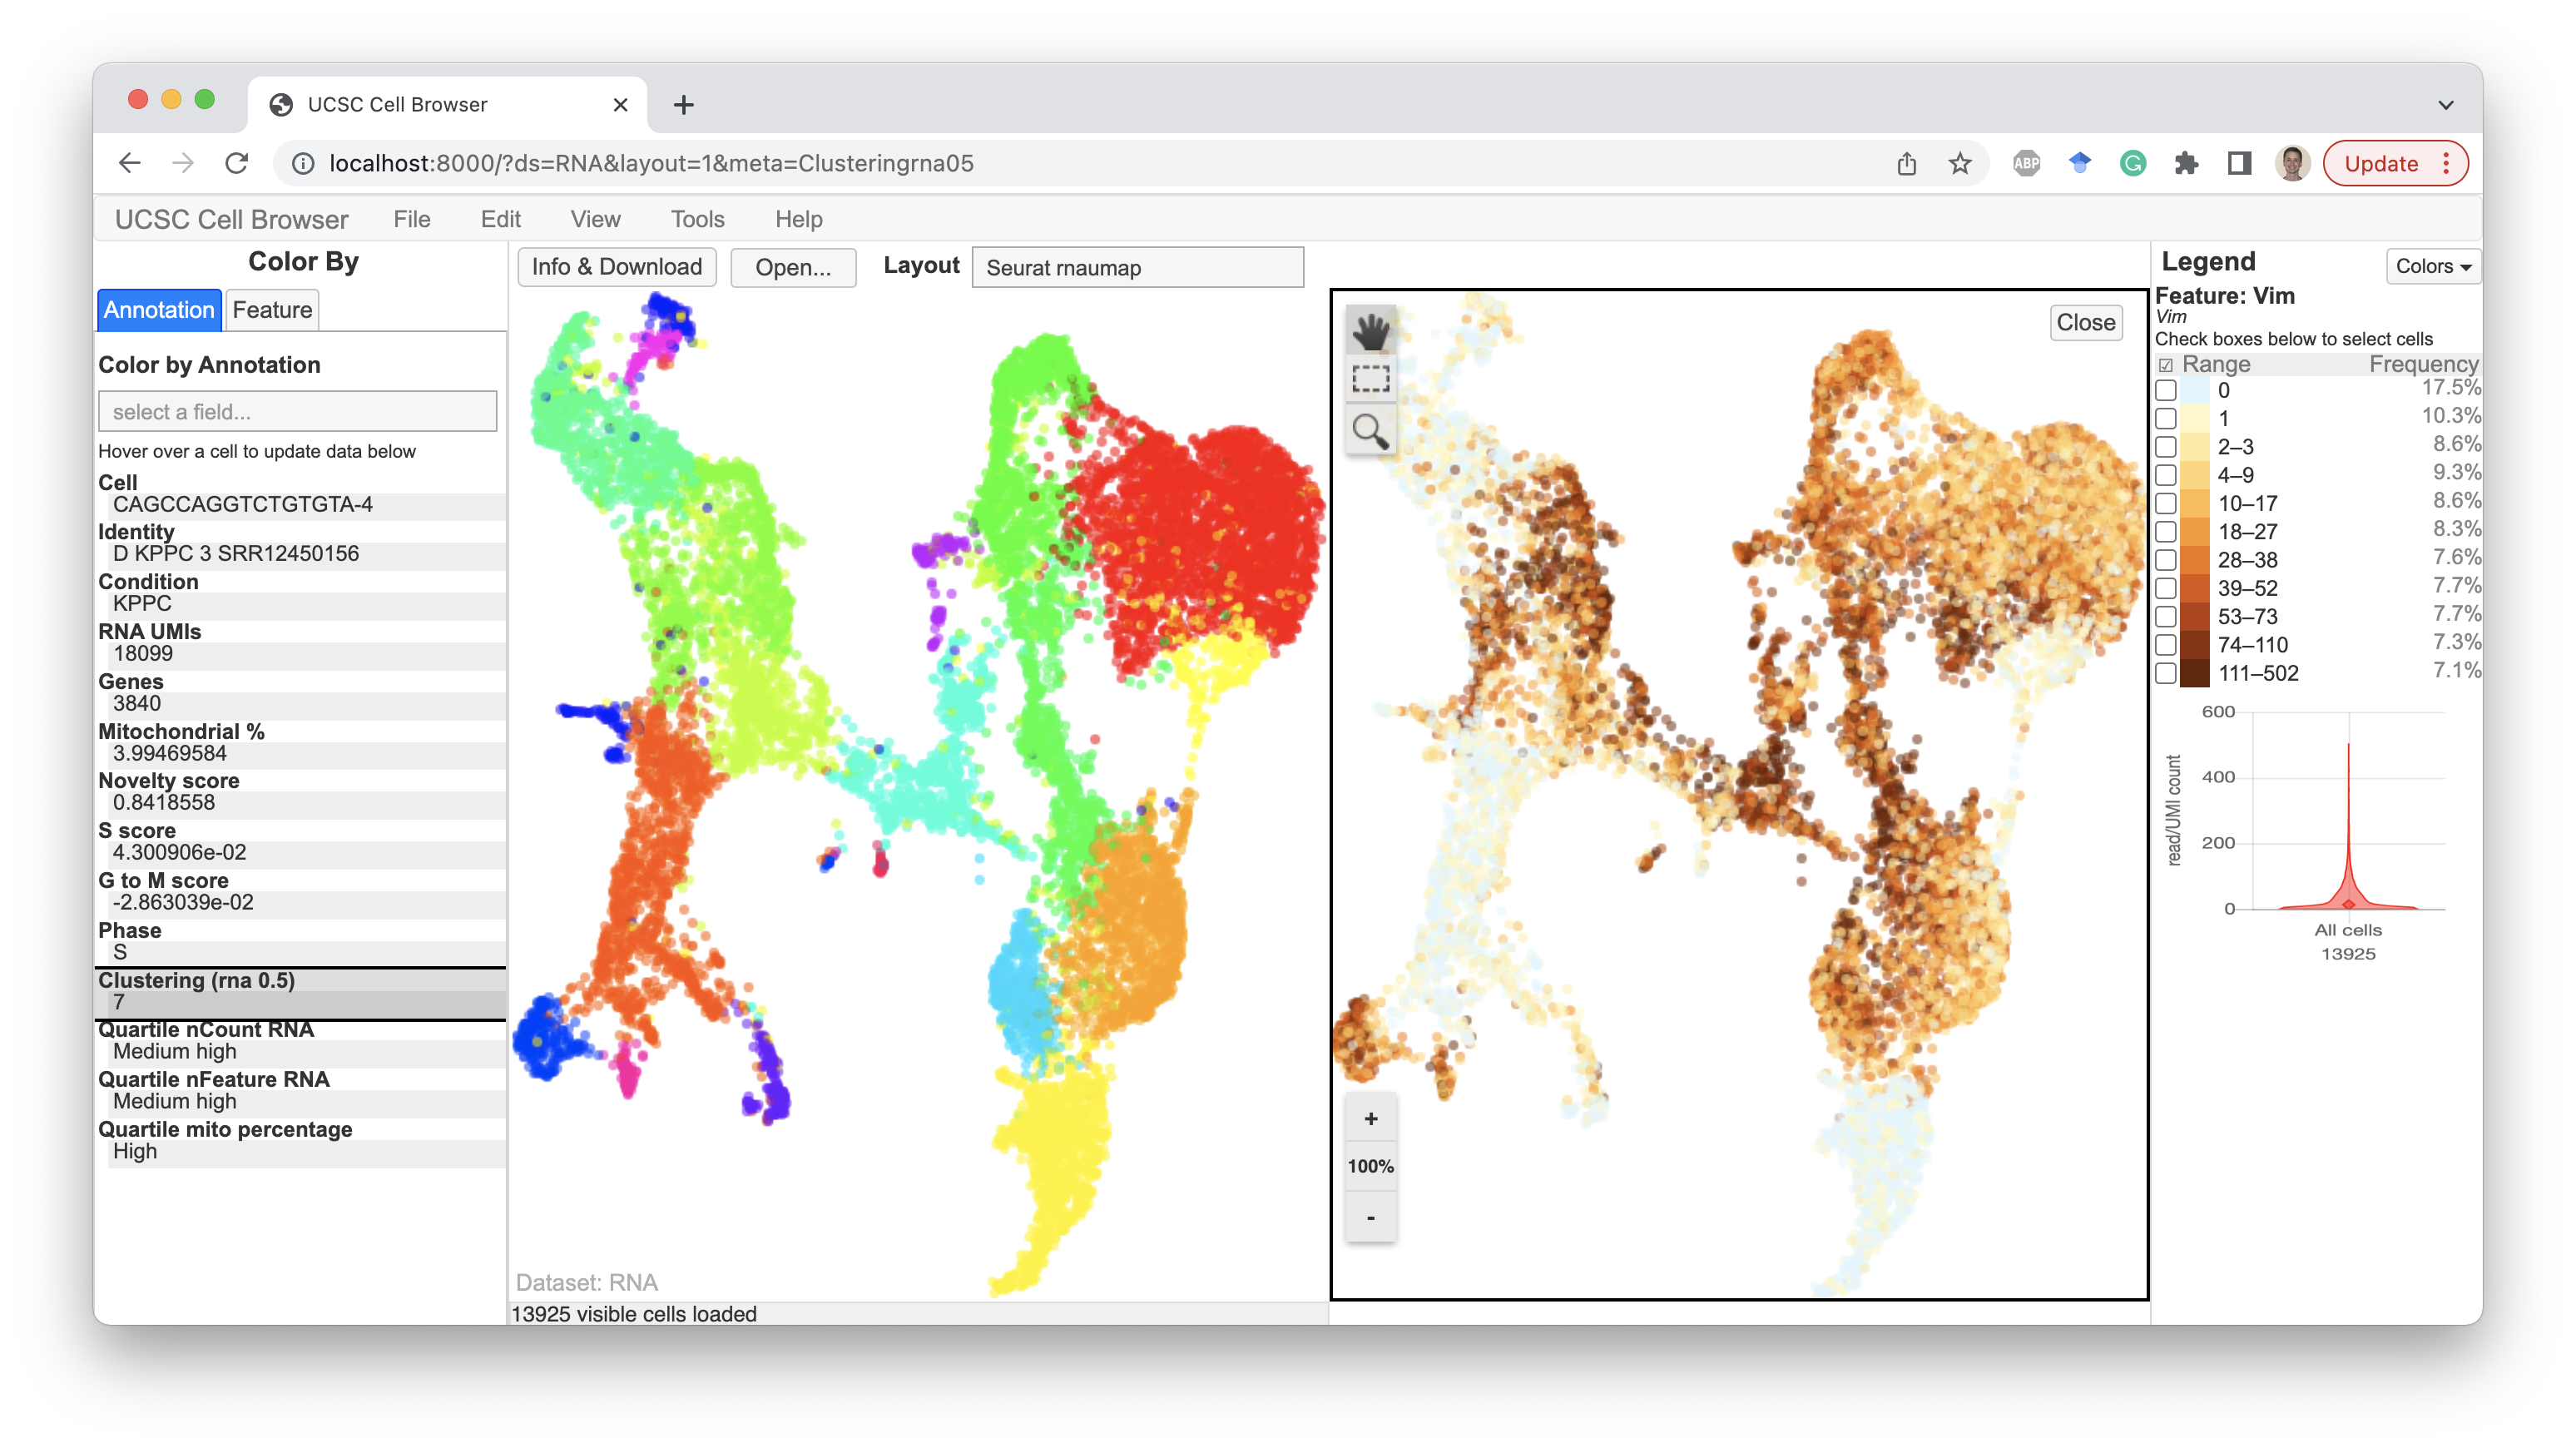 UCSC Cell Browser
localhost:8000/?ds=RNA&layout=1&meta=Clusteringrna05
ABP
Update
UCSC Cell Browser File Edit View Tools Help
Color By
Annotation Feature
Color by Annotation
select a field...
Hover over a cell to update data below
Cell
CAGCCAGGTCTGTGTA-4
Identity
D KPPC 3 SRR12450156
Condition
KPPC
RNA UMIs
18099
Genes
3840
Mitochondrial %
3.99469584
Novelty score
0.8418558
S score
4.300906e-02
G to M score
-2.863039e-02
Phase
S
Clustering (rna 0.5)
7
Quartile nCount RNA
Medium high
Quartile nFeature RNA
Medium high
Quartile mito percentage
High
Info & Download Open... Layout Seurat rnaumap
Dataset: RNA
13925 visible cells loaded
Close
+
100%
-
Legend Colors
Feature: Vim
Vim
Check boxes below to select cells
Range Frequency
0 17.5%
1 10.3%
2–3 8.6%
4–9 9.3%
10–17 8.6%
18–27 8.3%
28–38 7.6%
39–52 7.7%
53–73 7.7%
74–110 7.3%
111–502 7.1%
600
400
200
0
read/UMI count
All cells
13925